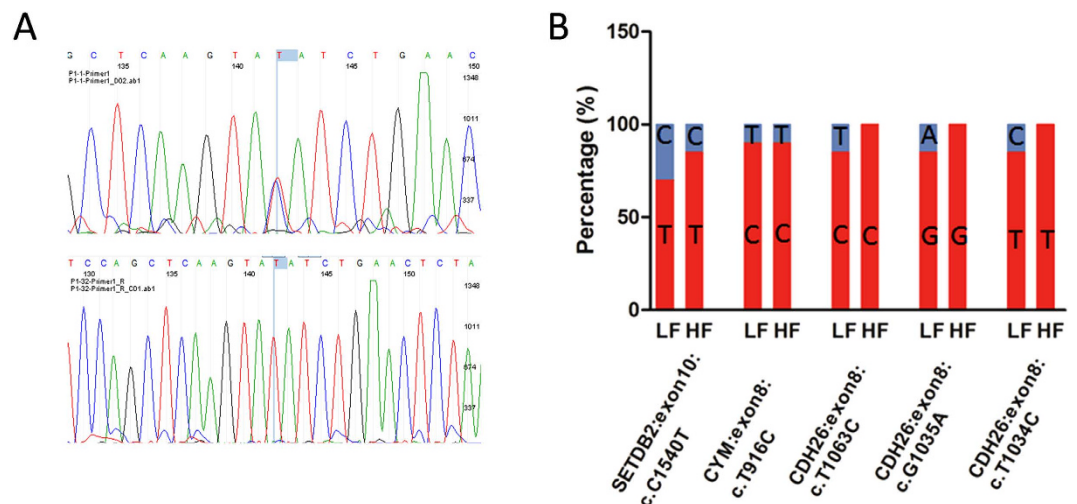 A
G C T C A A G T A T A T C T G A A C
135 140 145 150
P1-1-Primer1
P1-1-Primer1_D02.ab1
1348
1011
674
337
T C C A G C T C A A G T A T A T C T G A A C T C T A
130 135 140 145 150
P1-32-Primer1_R
P1-32-Primer1_R_C01.ab1
1348
1011
674
337
B
Percentage (%)
150
100
50
0
C C T T T A C
T T C C C C G G T T
LF HF LF HF LF HF LF HF LF HF
SETDB2:exon10:
c.C1540T
CYM:exon8:
c.T916C
CDH26:exon8:
c.T1063C
CDH26:exon8:
c.G1035A
CDH26:exon8:
c.T1034C